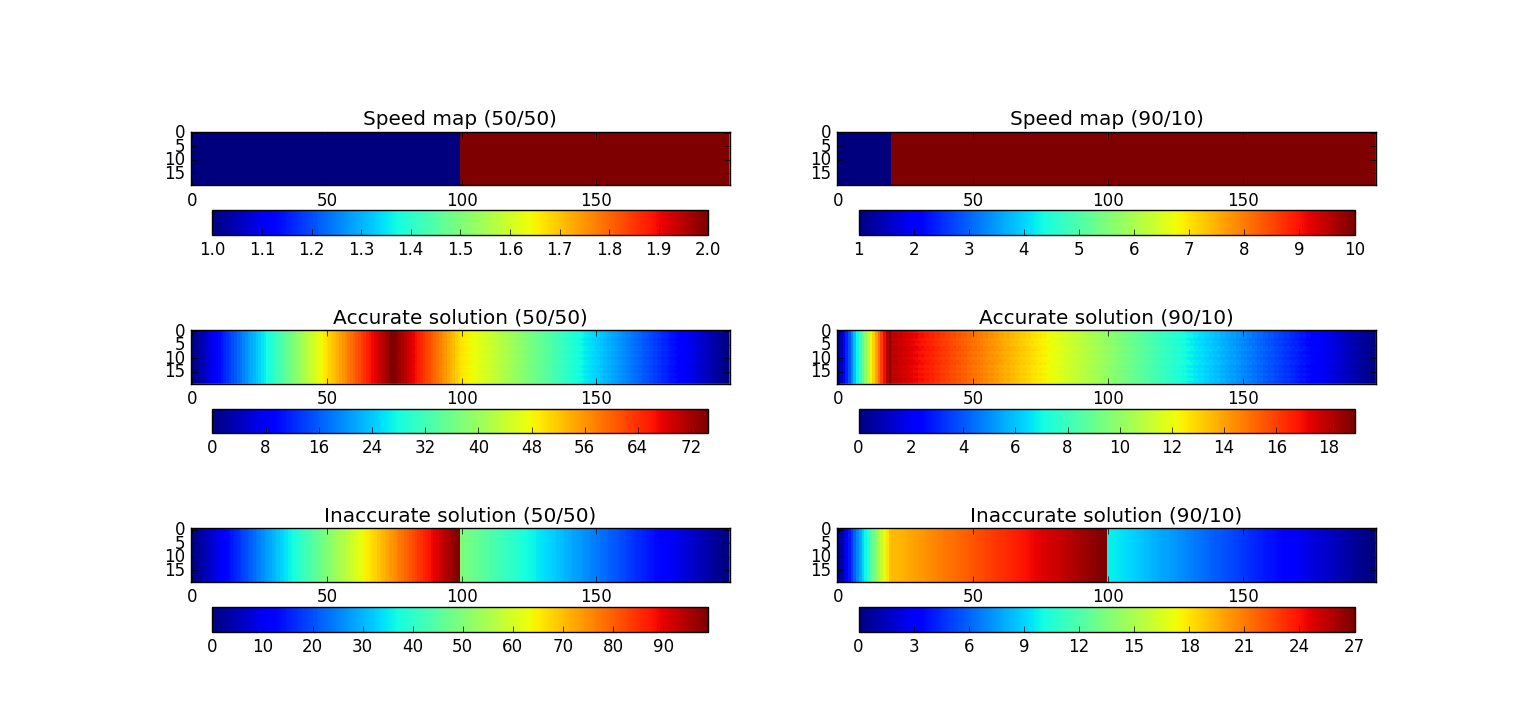 Speed map (50/50)
0
5
10
15
0 50 100 150
1.0 1.1 1.2 1.3 1.4 1.5 1.6 1.7 1.8 1.9 2.0
Speed map (90/10)
0
5
10
15
0 50 100 150
1 2 3 4 5 6 7 8 9 10
Accurate solution (50/50)
0
5
10
15
0 50 100 150
0 8 16 24 32 40 48 56 64 72
Accurate solution (90/10)
0
5
10
15
0 50 100 150
0 2 4 6 8 10 12 14 16 18
Inaccurate solution (50/50)
0
5
10
15
0 50 100 150
0 10 20 30 40 50 60 70 80 90
Inaccurate solution (90/10)
0
5
10
15
0 50 100 150
0 3 6 9 12 15 18 21 24 27